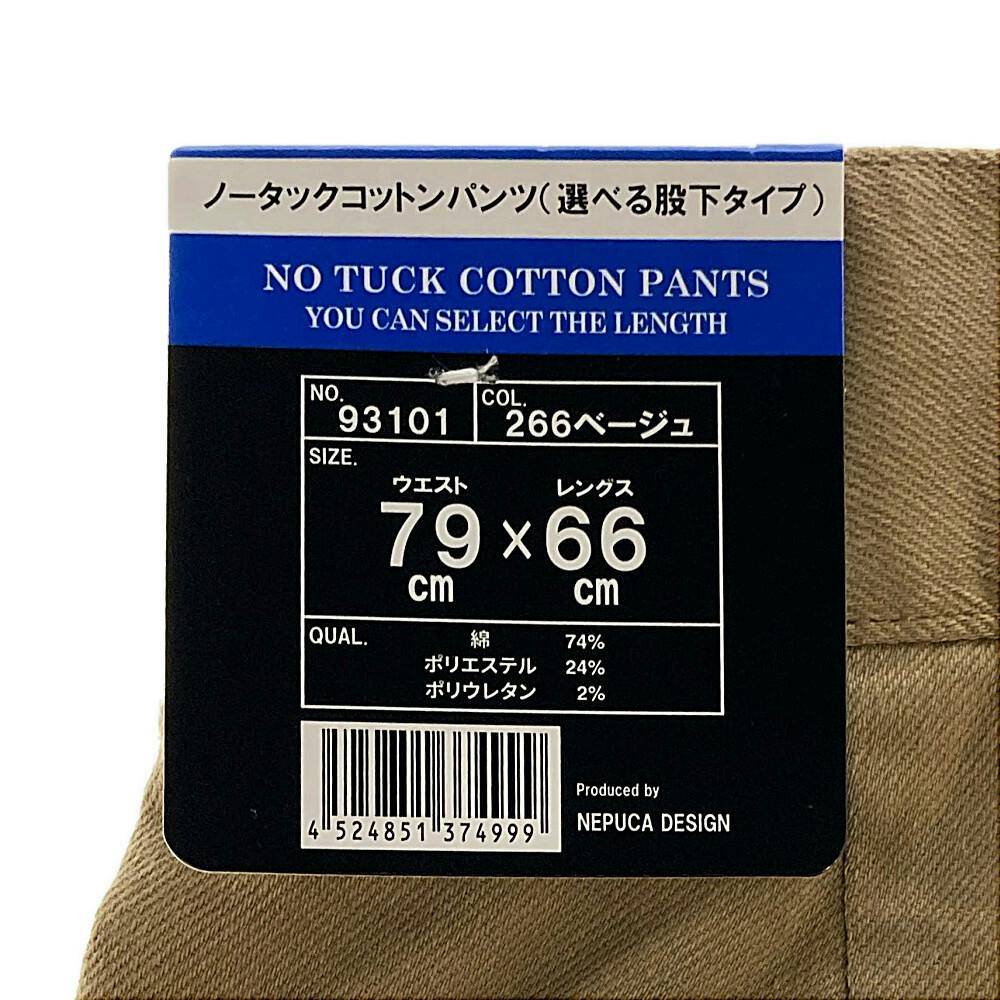 ノータックコットンパンツ(選べる股下タイプ)
NO TUCK COTTON PANTS
YOU CAN SELECT THE LENGTH
NO. 93101 COL. 266ベージュ
SIZE.
ウエスト レングス
79 × 66
cm cm
QUAL. 綿 74%
ポリエステル 24%
ポリウレタン 2%
4 524851 374999
Produced by
NEPUCA DESIGN